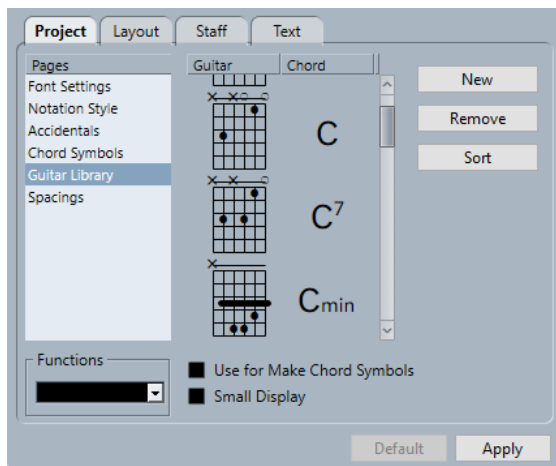 Project Layout Staff Text
Pages
Font Settings
Notation Style
Accidentals
Chord Symbols
Guitar Library
Spacings
Guitar Chord
C
C7
Cmin
New
Remove
Sort
Functions
Use for Make Chord Symbols
Small Display
Default Apply